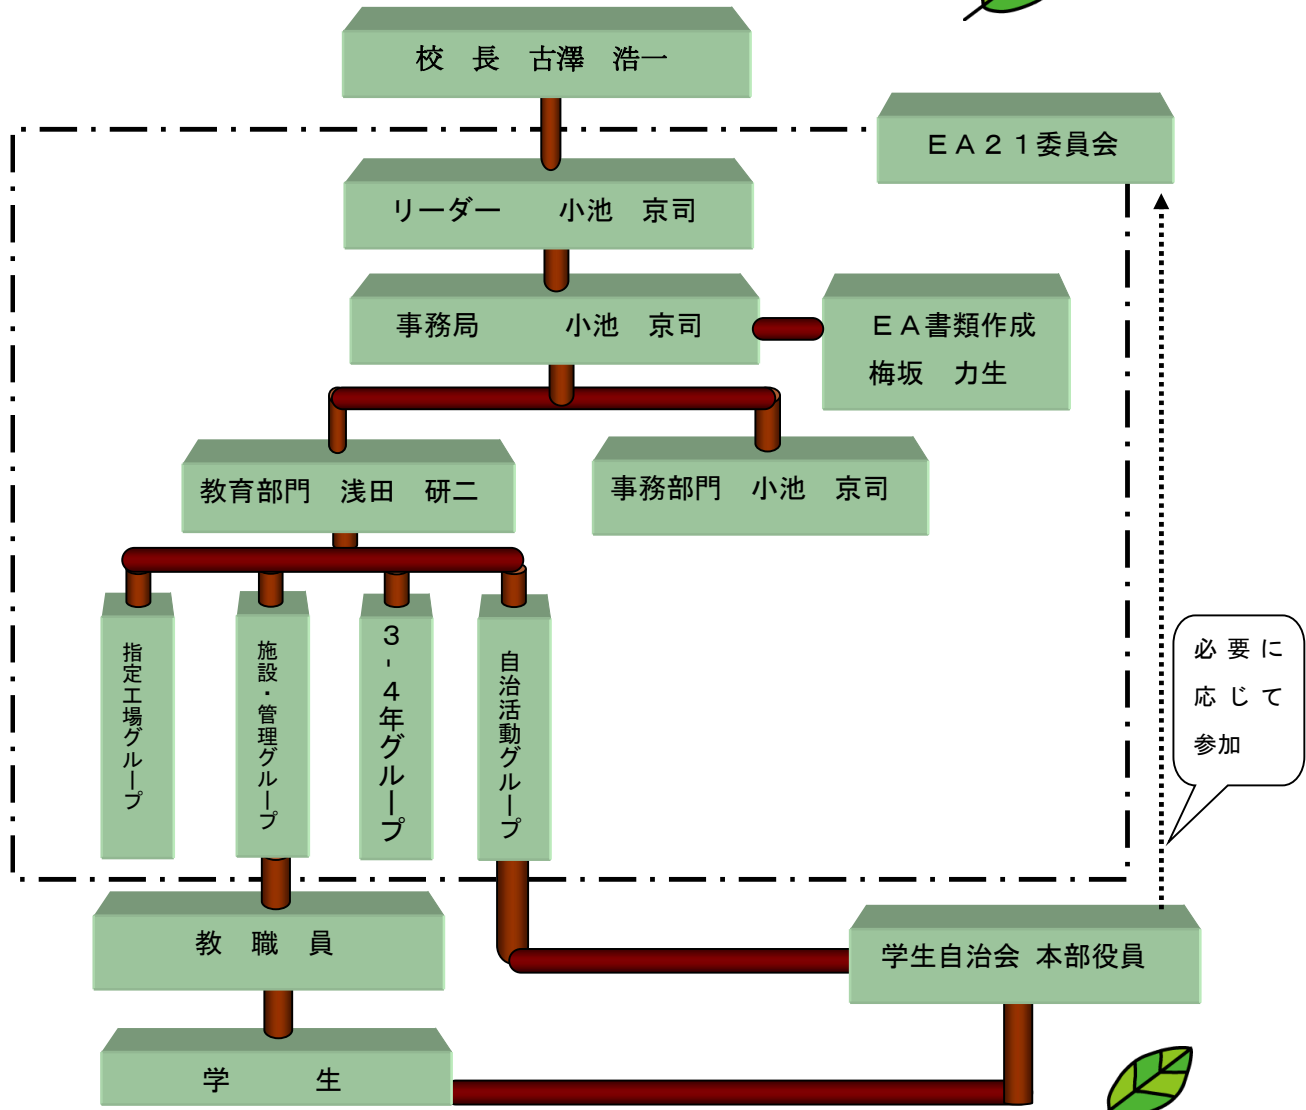 校　長　古澤　浩一
ＥＡ２１委員会
リーダー　　小池　京司
事務局　　　小池　京司
ＥＡ書類作成
梅坂　力生
教育部門　浅田　研二
事務部門　小池　京司
指定工場グループ
施設・管理グループ
３-４年グループ
自治活動グループ
必要に
応じて
参加
教　職　員
学生自治会 本部役員
学　　　生